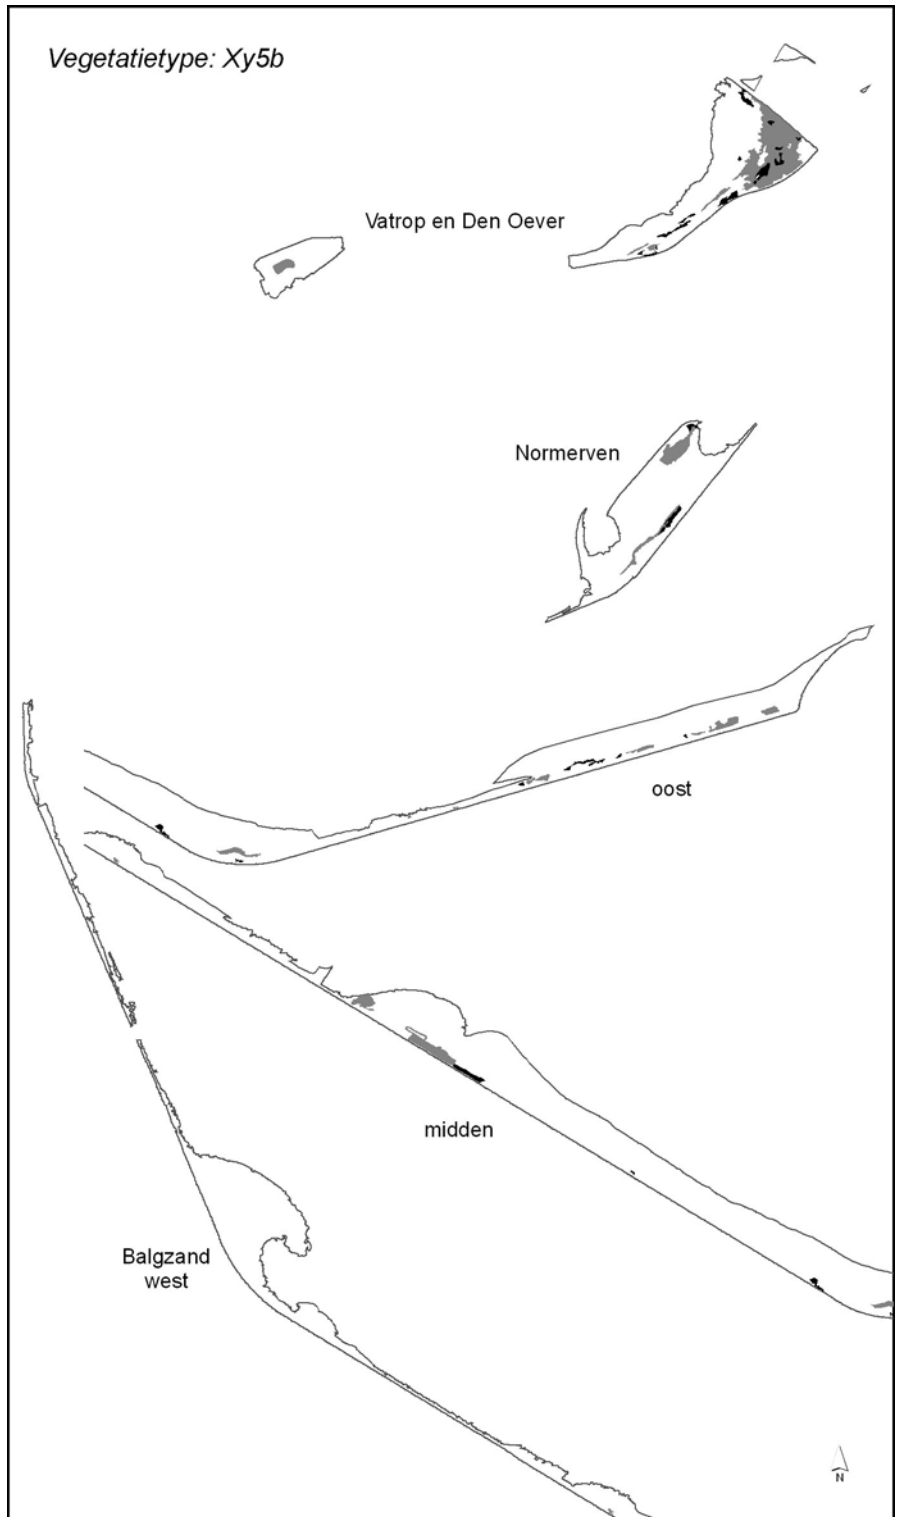 Vegetatietype: Xy5b
Vatrop en Den Oever
Normerven
oost
midden
Balgzand
west
N